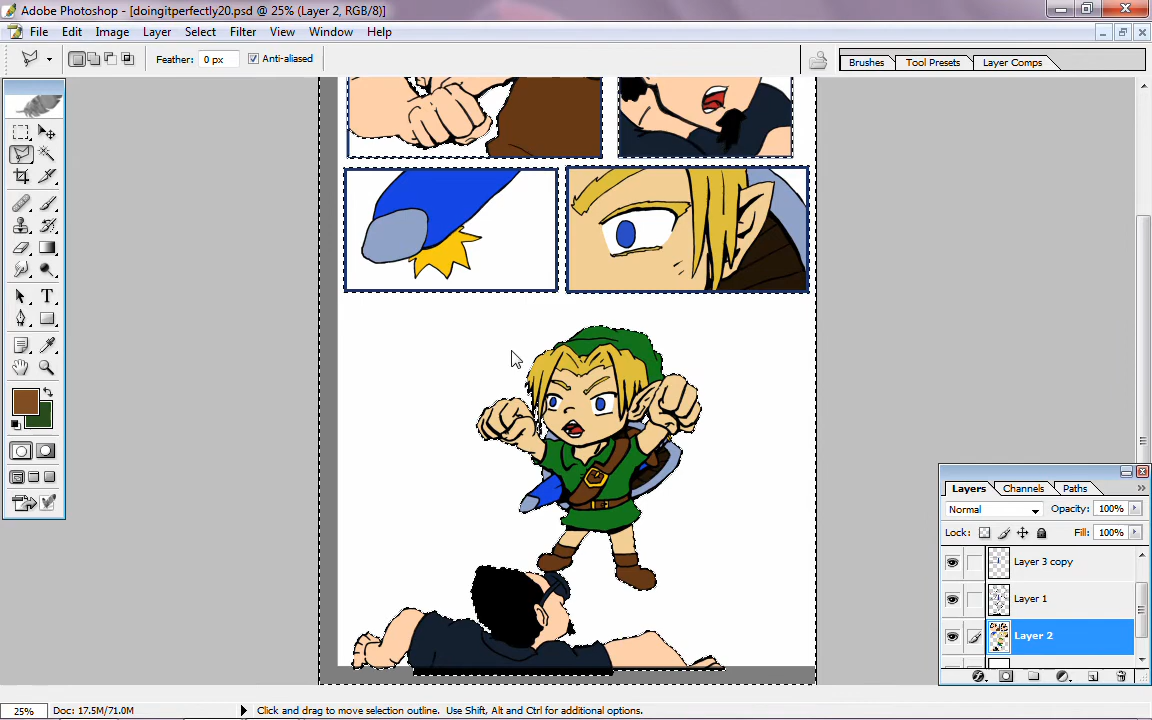 Adobe Photoshop - [doingitperfectly20.psd @ 25% (Layer 2, RGB/8)]
File Edit Image Layer Select Filter View Window Help
Feather: 0 px Anti-aliased Brushes Tool Presets Layer Comps
Layers Channels Paths
Normal Opacity: 100%
Lock: Fill: 100%
Layer 3 copy
Layer 1
Layer 2
25% Doc: 17.5M/71.0M Click and drag to move selection outline. Use Shift, Alt and Ctrl for additional options.